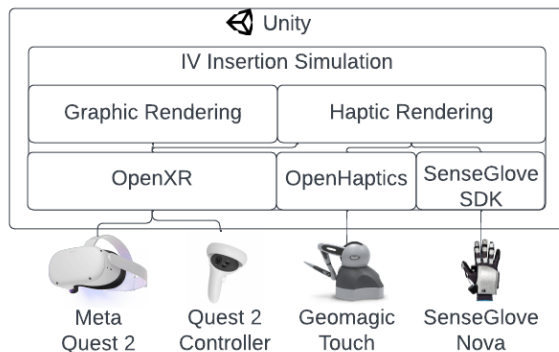 Unity
IV Insertion Simulation
Graphic Rendering
Haptic Rendering
OpenXR
OpenHaptics
SenseGlove
SDK
Meta
Quest 2
Quest 2
Controller
Geomagic
Touch
SenseGlove
Nova